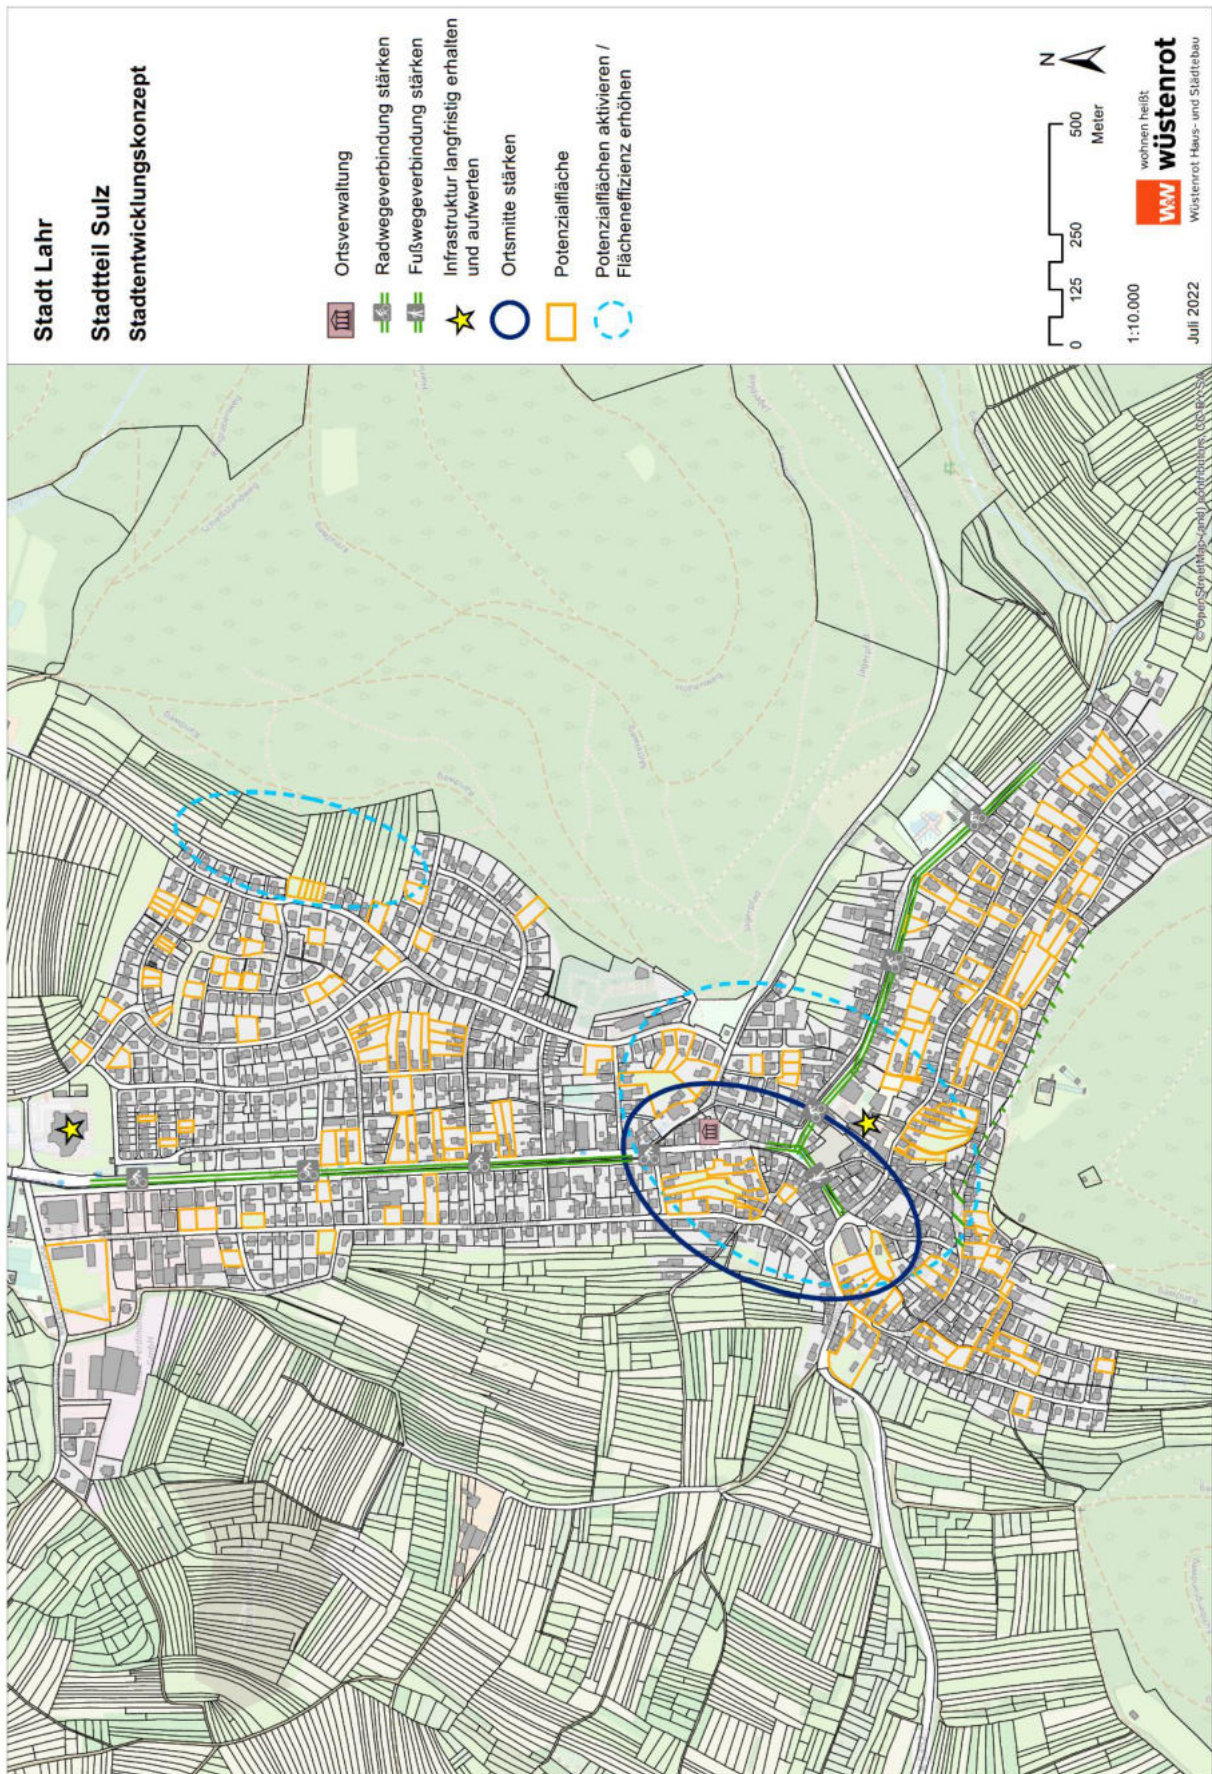 Stadt Lahr
Stadtteil Sulz
Stadtentwicklungskonzept
Ortsverwaltung
Radwegeverbindung stärken
Fußwegeverbindung stärken
Infrastruktur langfristig erhalten
und aufwerten
Ortsmitte stärken
Potenzialfläche
Potenzialflächen aktivieren /
Flächeneffizienz erhöhen
N
0 125 250 500
Meter
1:10.000
Juli 2022
W&W
wohnen heißt
wüstenrot
Wüstenrot Haus- und Städtebau
© OpenStreetMap (and) contributors, CC-BY-SA
Randweg
Randweg